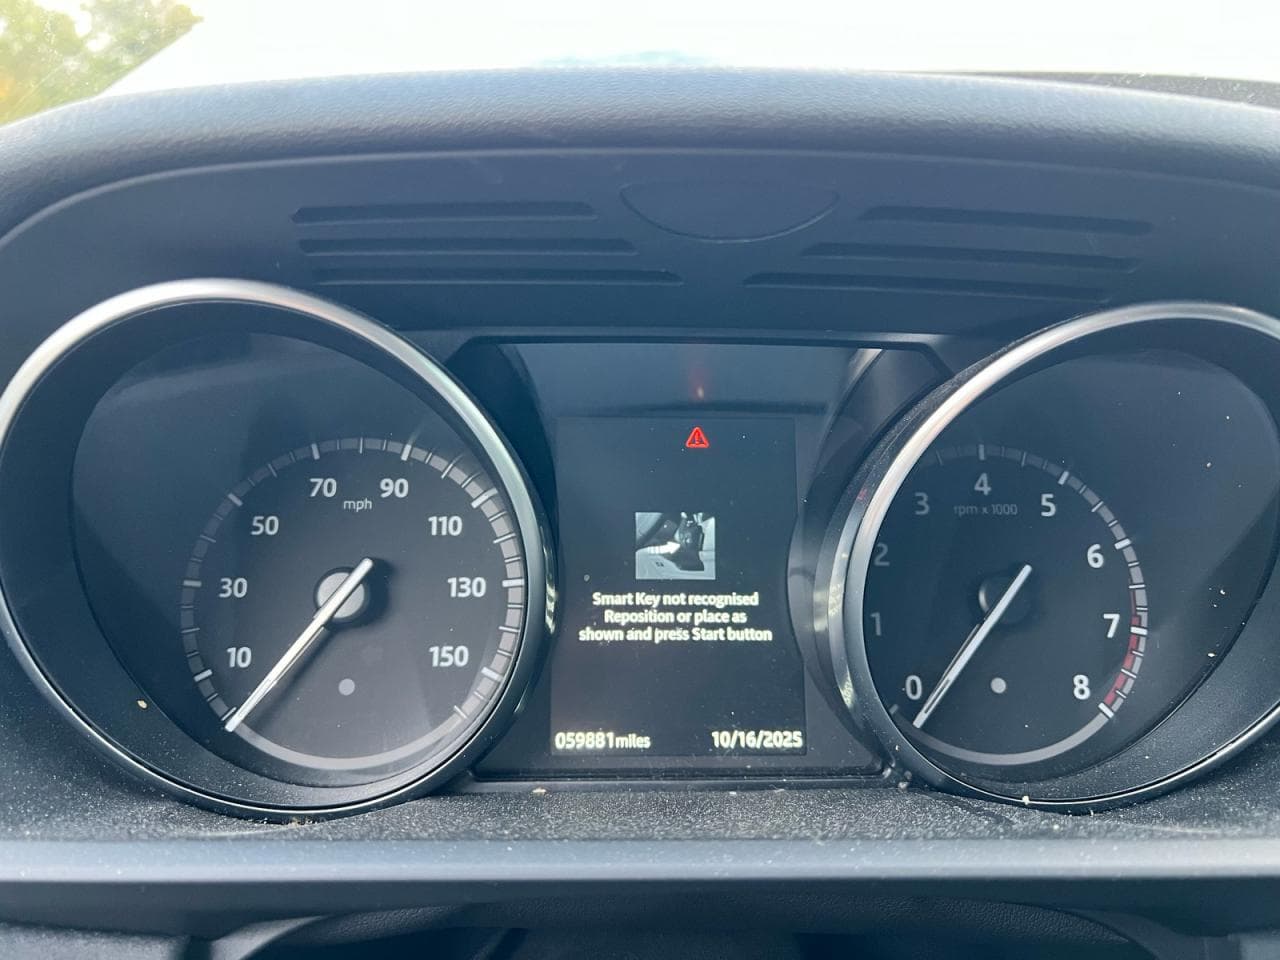 70 90
mph
50 110
30 130
10 150
Smart Key not recognised
Reposition or place as
shown and press Start button
059881miles 10/16/2025
4
3 5
rpm x 1000
2 6
1 7
0 8